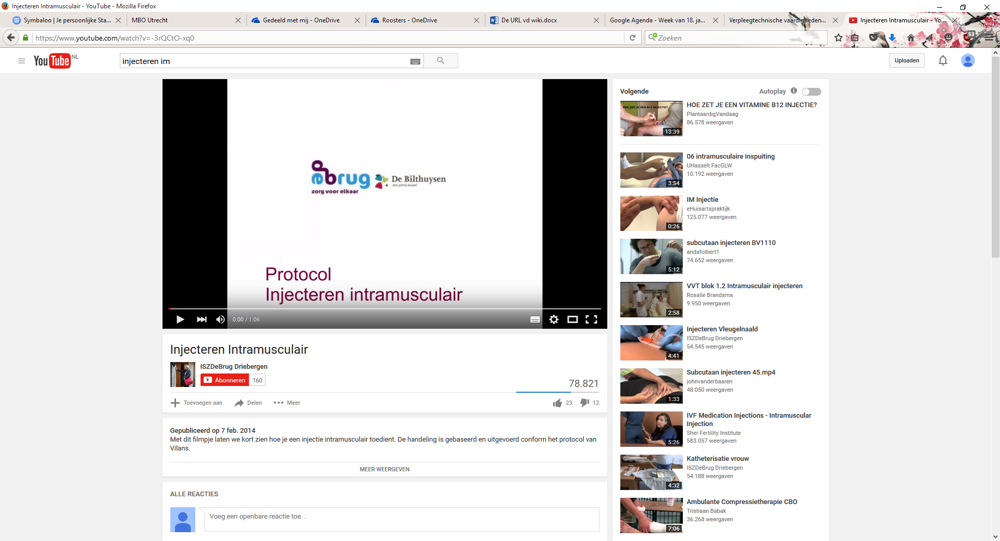 Injecteren Intramusculair - YouTube - Mozilla Firefox
Symbaloo | Je persoonlijke Sta...
MBO Utrecht
Gedeeld met mij - OneDrive
Roosters - OneDrive
De URL vd wiki.docx
Google Agenda - Week van 18. ja...
Verpleegtechnische vaardigheden...
Injecteren Intramusculair - Yo...
https://www.youtube.com/watch?v=-3rQCtO-xq0
Zoeken
53
YouTube NL
injecteren im
Uploaden
brug
zorg voor elkaar
De Bilthuysen
een prima keuze!
Protocol
Injecteren intramusculair
0:00 / 1:06
Injecteren Intramusculair
ISZDeBrug Driebergen
Abonneren 160
78.821
Toevoegen aan
Delen
Meer
23
12
Gepubliceerd op 7 feb. 2014
Met dit filmpje laten we kort zien hoe je een injectie intramusculair toedient. De handeling is gebaseerd en uitgevoerd conform het protocol van
Vilans.
MEER WEERGEVEN
ALLE REACTIES
Voeg een openbare reactie toe...
Volgende
Autoplay
HOE ZET JE EEN VITAMINE B12 INJECTIE?
13:39
HOE ZET JE EEN VITAMINE B12 INJECTIE?
PlantaardigVandaag
86.578 weergaven
3:54
06 intramusculaire inspuiting
UHasselt FacGLW
10.192 weergaven
0:26
IM Injectie
eHuisartspraktijk
125.077 weergaven
5:12
subcutaan injecteren BV1110
andafolbert1
74.652 weergaven
2:58
VVT blok 1.2 Intramusculair injecteren
Rosalie Brandsma
9.950 weergaven
4:41
Injecteren Vleugelnaald
ISZDeBrug Driebergen
54.545 weergaven
1:33
Subcutaan injecteren 45.mp4
johnvanderbaaren
48.050 weergaven
5:26
IVF Medication Injections - Intramuscular
Injection
Sher Fertility Institute
583.057 weergaven
4:32
Katheterisatie vrouw
ISZDeBrug Driebergen
54.188 weergaven
7:06
Ambulante Compressietherapie CBO
Tristiaan Babak
36.268 weergaven